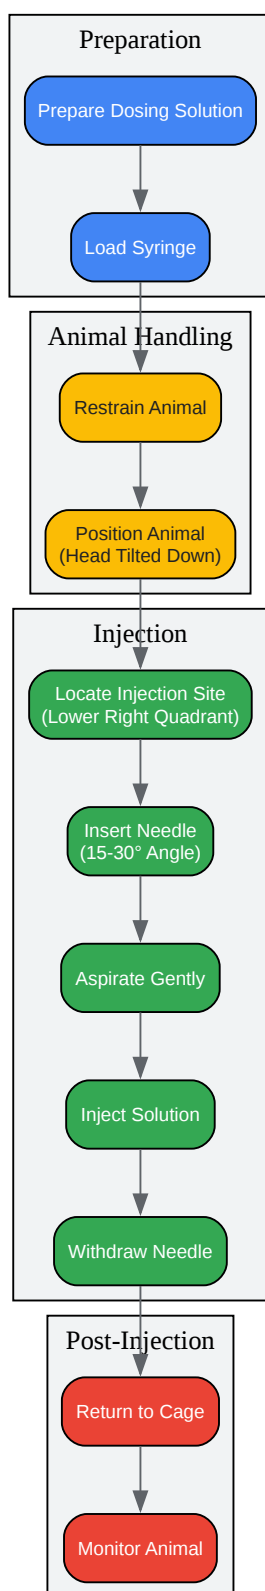 Preparation
Prepare Dosing Solution
Load Syringe
Animal Handling
Restrain Animal
Position Animal
(Head Tilted Down)
Injection
Locate Injection Site
(Lower Right Quadrant)
Insert Needle
(15-30° Angle)
Aspirate Gently
Inject Solution
Withdraw Needle
Post-Injection
Return to Cage
Monitor Animal